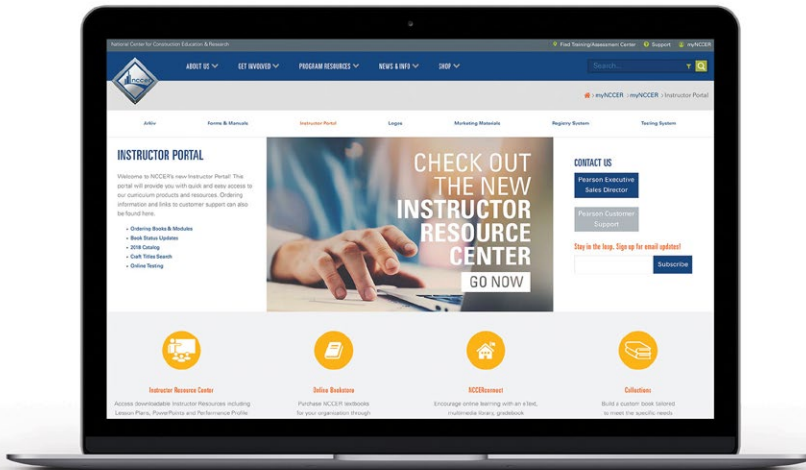 National Center for Construction Education & Research
Find Training/Assessment Center
Support
myNCCER
nccer
ABOUT US
GET INVOLVED
PROGRAM RESOURCES
NEWS & INFO
SHOP
Search...
› myNCCER › myNCCER › Instructor Portal
Forms & Manuals
Instructor Portal
Logos
Marketing Materials
Registry System
Testing System
INSTRUCTOR PORTAL
Welcome to NCCER's new Instructor Portal! This
portal will provide you with quick and easy access to
our curriculum products and resources. Ordering
information and links to customer support can also
be found here.
• Ordering Books & Modules
• Book Status Updates
• 2018 Catalog
• Craft Titles Search
• Online Testing
CHECK OUT
THE NEW
INSTRUCTOR
RESOURCE
CENTER
GO NOW
CONTACT US
Pearson Executive
Sales Director
Pearson Customer
Support
Stay in the loop. Sign up for email updates!
Subscribe
Instructor Resource Center
Online Bookstore
NCCERconnect
Collections
Access downloadable Instructor Resources including
Lesson Plans, PowerPoints and Performance Profile
Purchase NCCER textbooks
for your organization through
Encourage online learning with an eText,
multimedia library, gradebook
Build a custom book tailored
to meet the specific needs